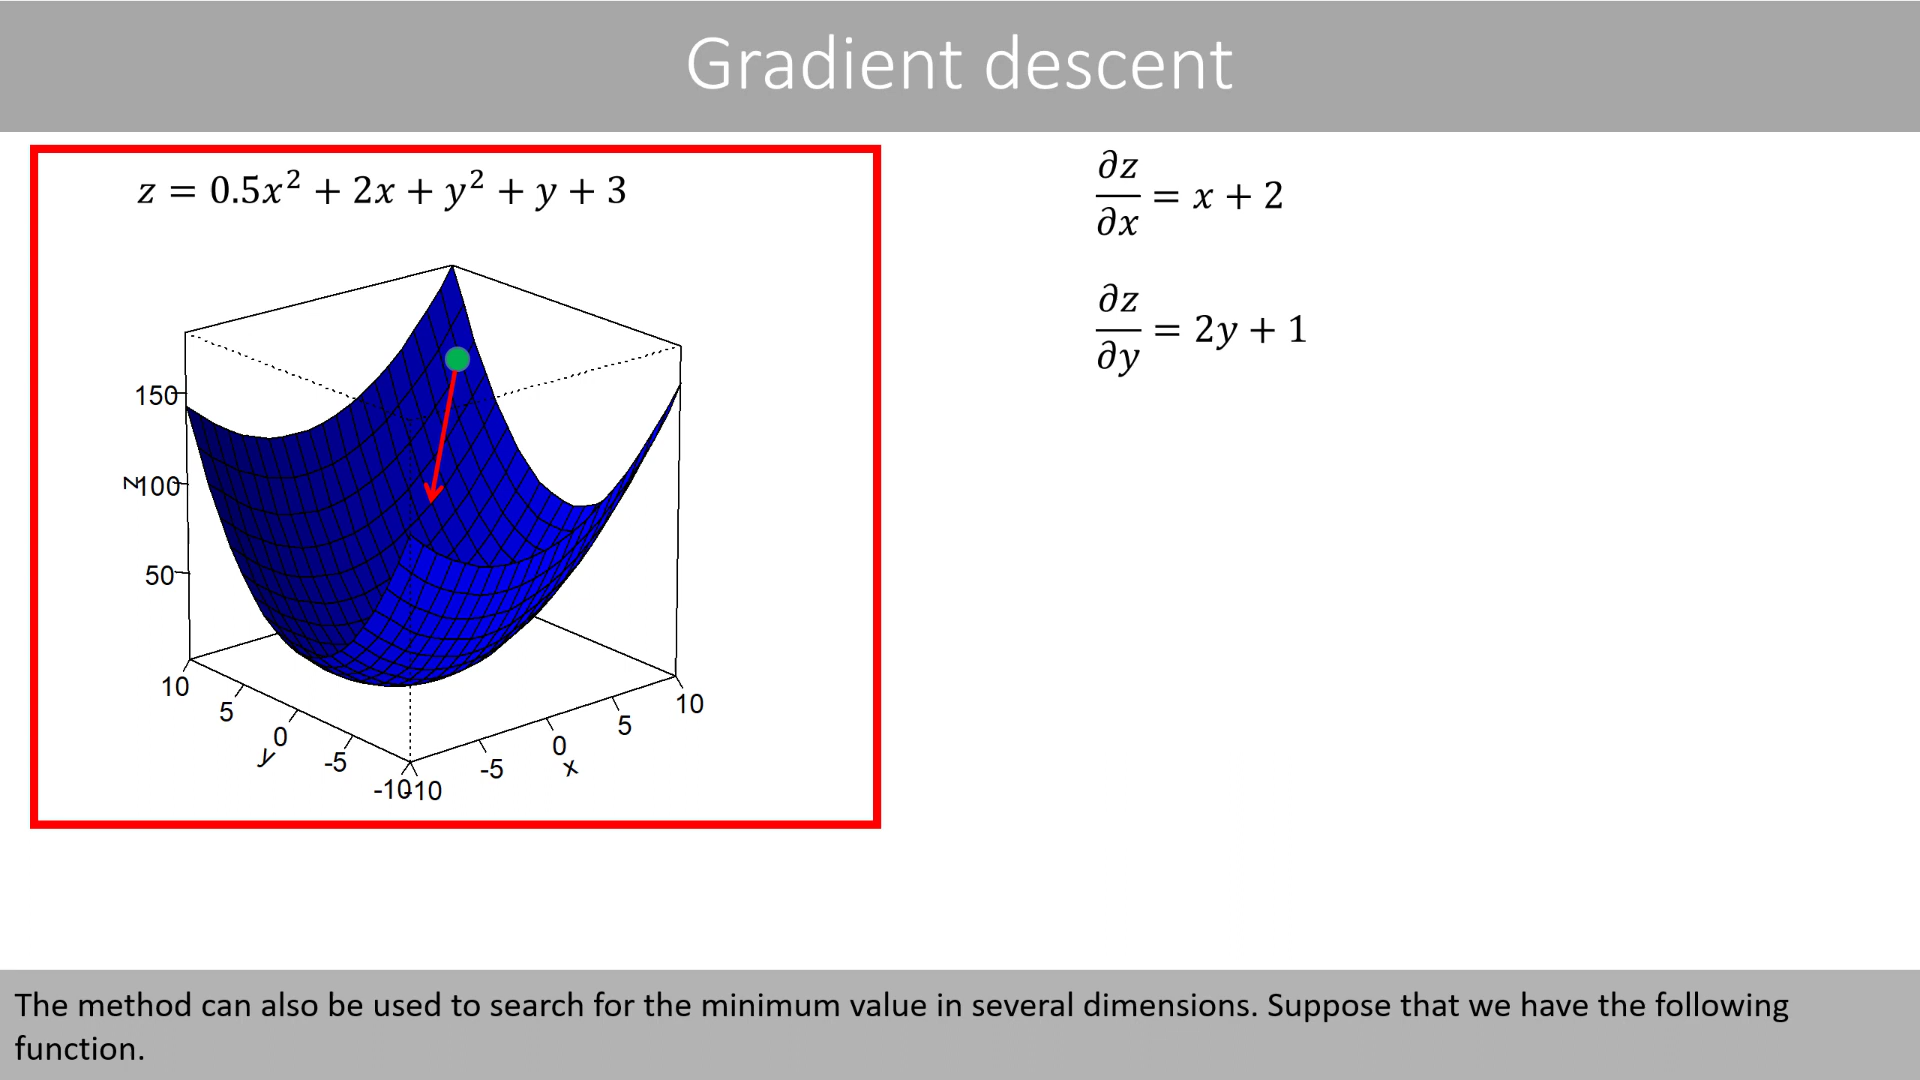 Gradient descent
z = 0.5x² + 2x + y² + y + 3
∂z/∂x = x + 2
∂z/∂y = 2y + 1
150
100
50
z
10
5
0
-5
-10
y
-10
-5
0
5
10
x
The method can also be used to search for the minimum value in several dimensions. Suppose that we have the following
function.